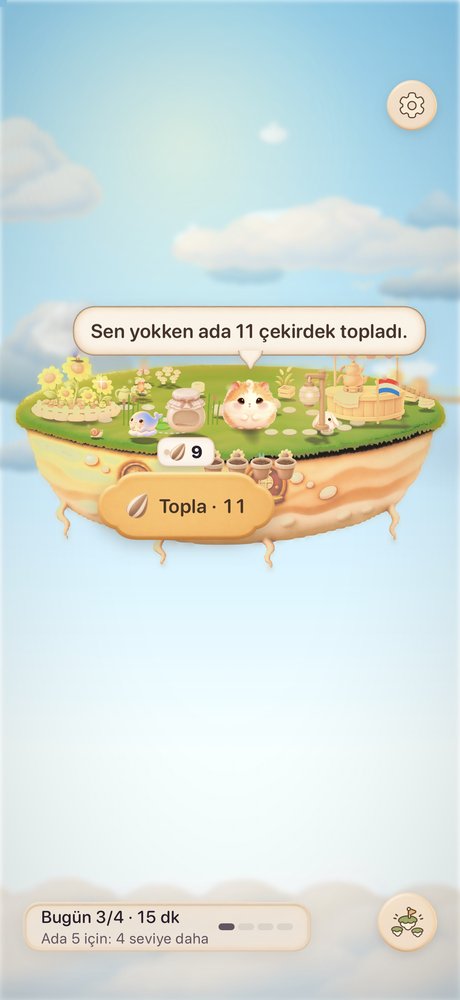 Sen yokken ada 11 çekirdek topladı.
9
Topla · 11
Bugün 3/4 · 15 dk
Ada 5 için: 4 seviye daha